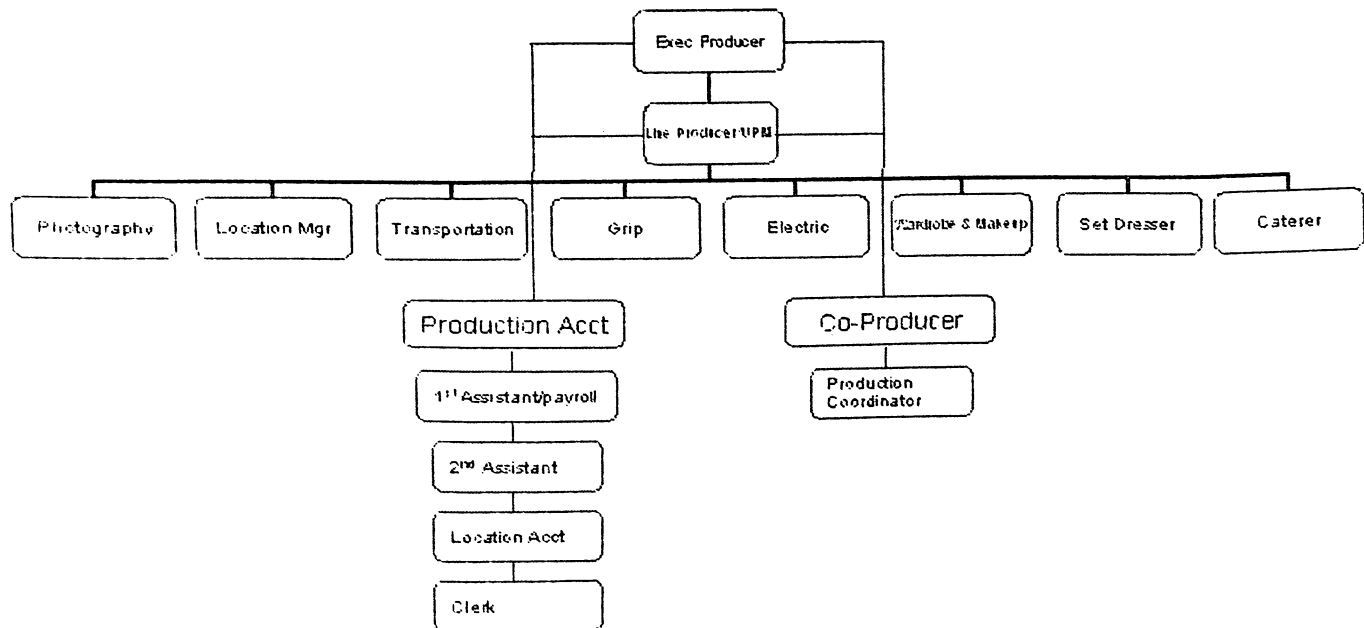 Exec Producer
Line Producer/UPM
Photography
Location Mgr
Transportation
Grip
Electric
Wardrobe & Makeup
Set Dresser
Caterer
Production Acct
Co-Producer
1st Assistant/payroll
Production
Coordinator
2nd Assistant
Location Acct
Clerk